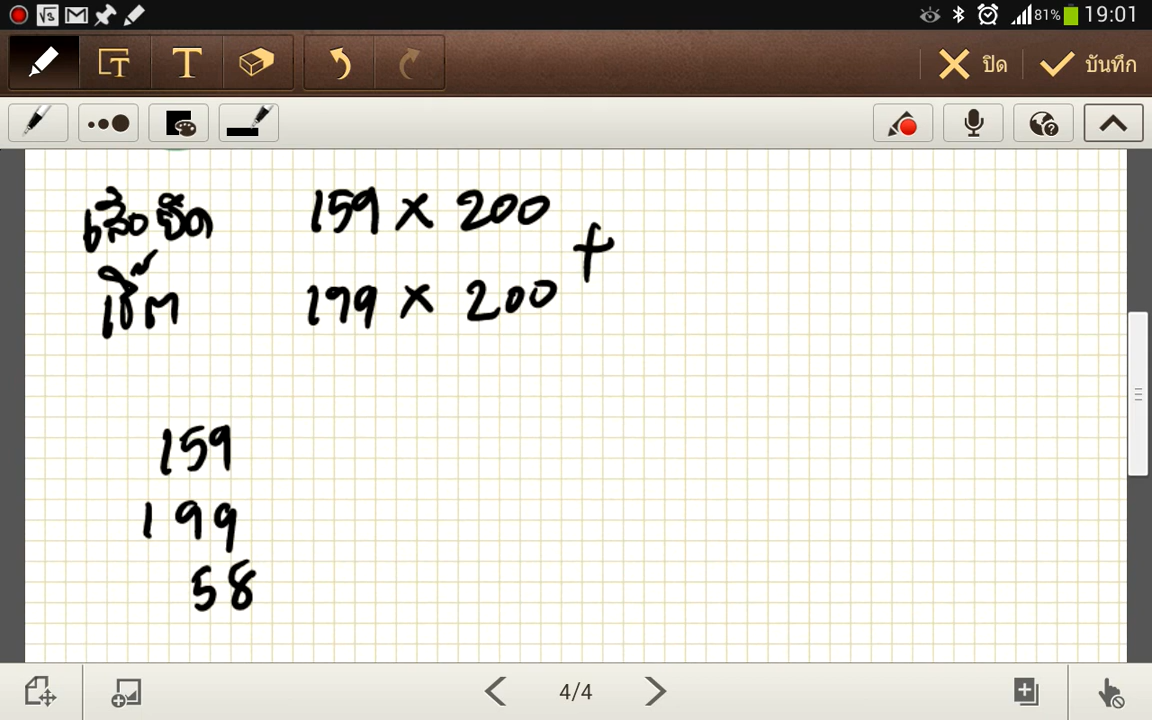 81% 19:01
T T ปิด บันทึก
เสื้อยืด 159 × 200
+
เชิ้ต 199 × 200
159
199
58
4/4